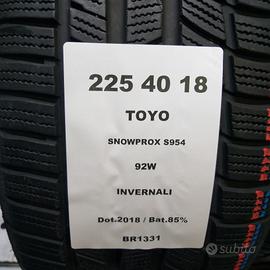 225 40 18
TOYO
SNOWPROX S954
92W
INVERNALI
Dot.2018 / Bat.85%
BR1331
subito